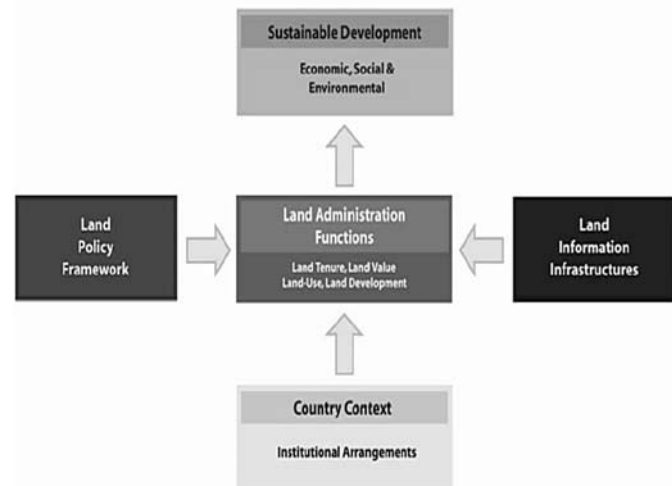 Sustainable Development
Economic, Social &
Environmental
Land
Policy
Framework
Land Administration
Functions
Land Tenure, Land Value
Land-Use, Land Development
Land
Information
Infrastructures
Country Context
Institutional Arrangements